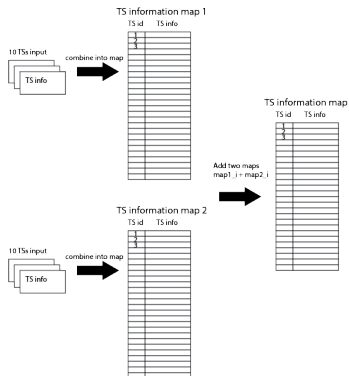 TS information map 1
TS id TS info
1
2
3
10 TSs input
combine into map
TS info
TS information map
TS id TS info
1
2
3
Add two maps
map1_i + map2_i
TS information map 2
TS id TS info
1
2
3
10 TSs input
combine into map
TS info